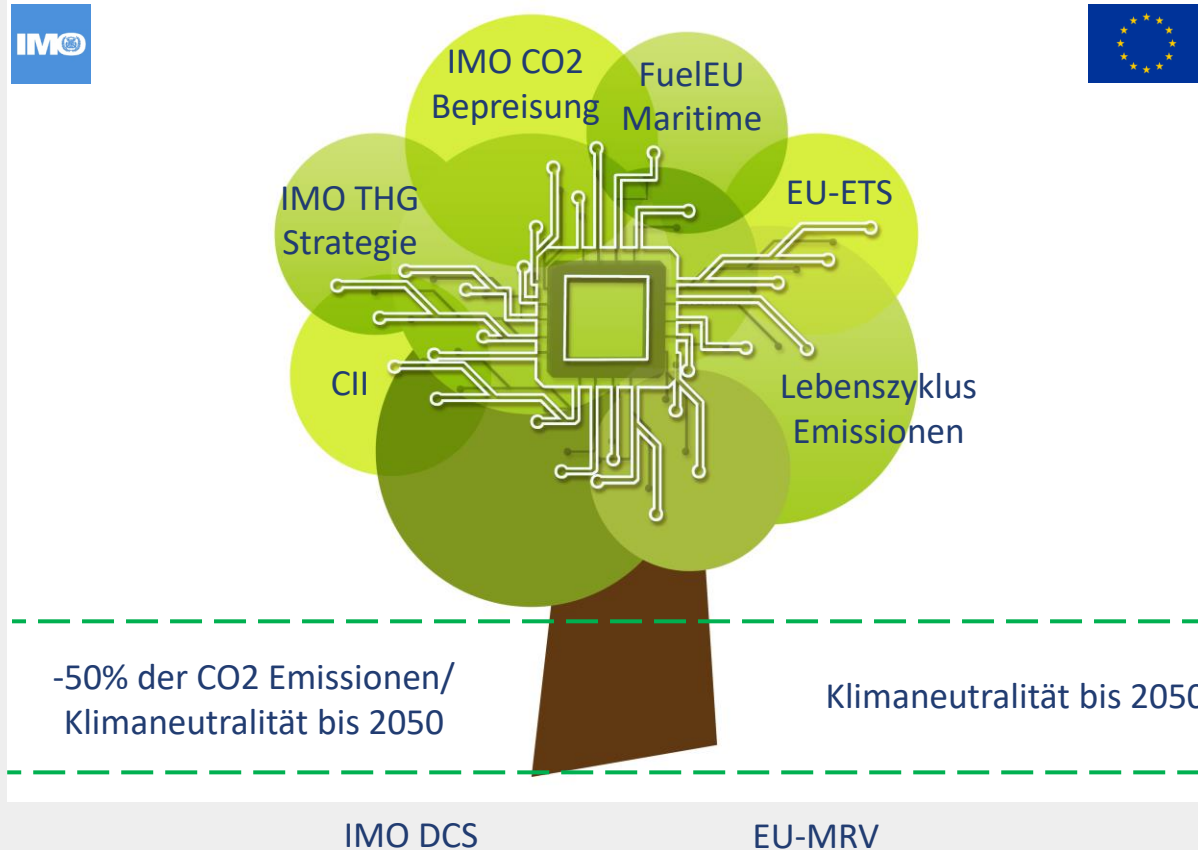 IMO
IMO CO2
Bepreisung
FuelEU
Maritime
IMO THG
Strategie
EU-ETS
CII
Lebenszyklus
Emissionen
-50% der CO2 Emissionen/
Klimaneutralität bis 2050
Klimaneutralität bis 2050
IMO DCS
EU-MRV